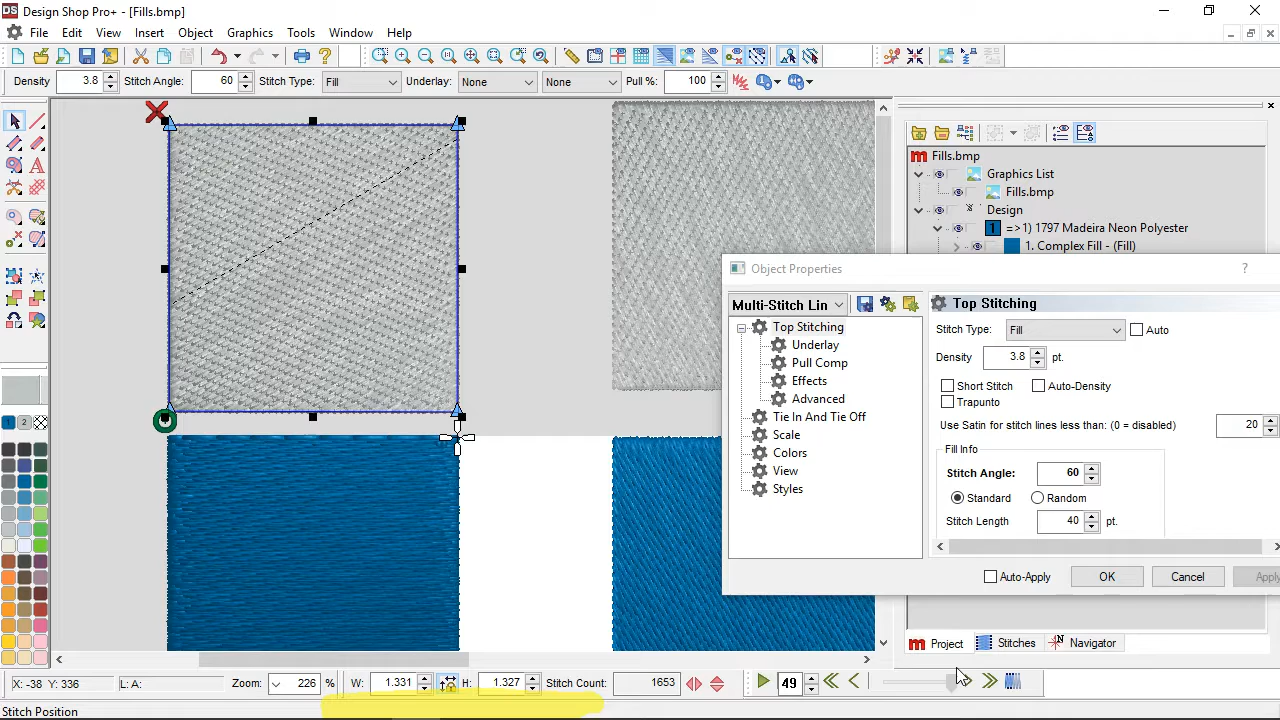 DS Design Shop Pro+ - [Fills.bmp]
File Edit View Insert Object Graphics Tools Window Help
Density 3.8 Stitch Angle: 60 Stitch Type: Fill Underlay: None None Pull % 100
Fills.bmp
Graphics List
Fills.bmp
Design
1 =>1) 1797 Madeira Neon Polyester
1. Complex Fill - (Fill)
Object Properties ?
Multi-Stitch Lin
Top Stitching
Underlay
Pull Comp
Effects
Advanced
Tie In And Tie Off
Scale
Colors
View
Styles
Top Stitching
Stitch Type: Fill Auto
Density 3.8 pt.
Short Stitch Auto-Density
Trapunto
Use Satin for stitch lines less than: (0 = disabled) 20
Fill Info
Stitch Angle: 60
Standard Random
Stitch Length 40 pt.
Auto-Apply OK Cancel Apply
1 2
Project Stitches Navigator
X: -38 Y: 336 L: A: Zoom: 226 % W: 1.331 H: 1.327 Stitch Count: 1653 49
Stitch Position